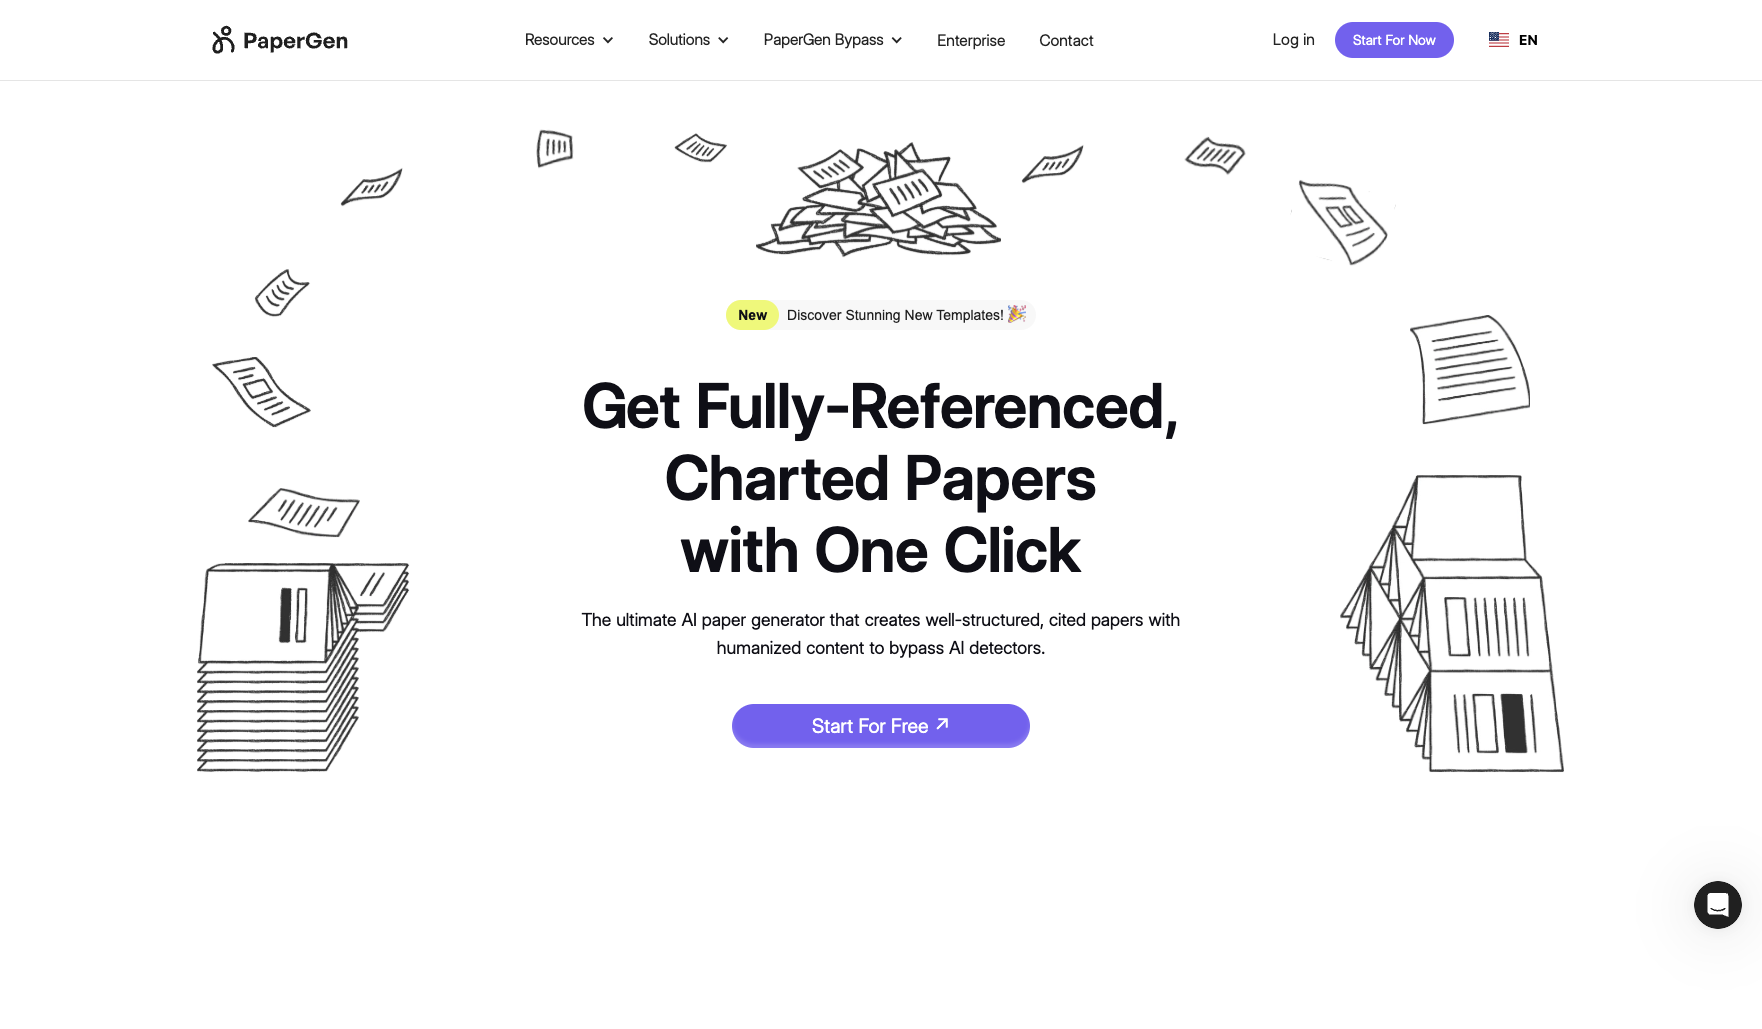 PaperGen
Resources
Solutions
PaperGen Bypass
Enterprise
Contact
Log in
Start For Now
EN
New Discover Stunning New Templates! 🎉
Get Fully-Referenced,
Charted Papers
with One Click
The ultimate AI paper generator that creates well-structured, cited papers with
humanized content to bypass AI detectors.
Start For Free ↗